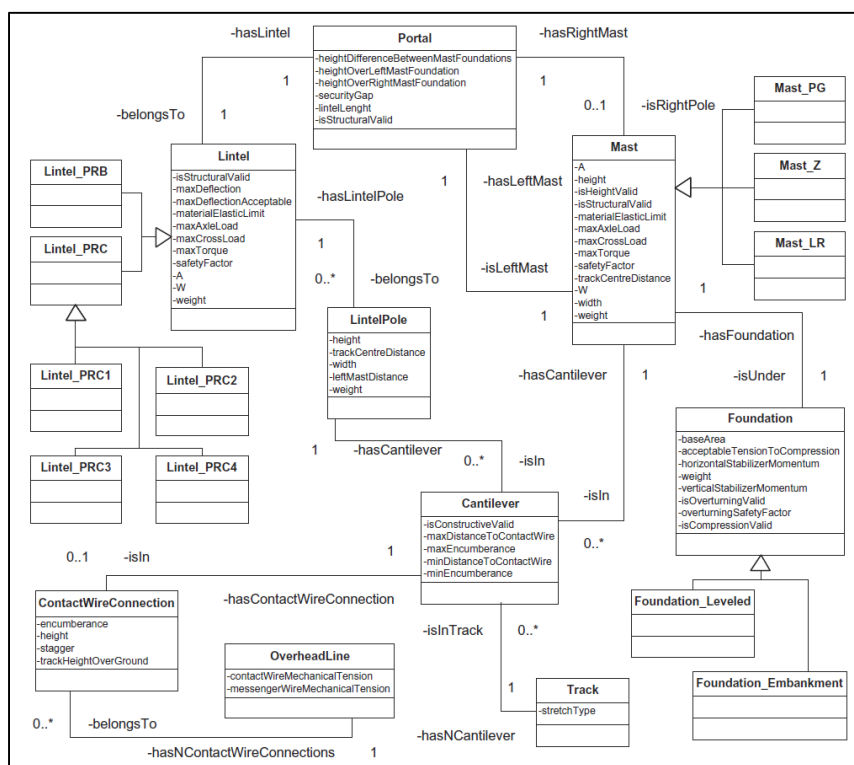 -hasLintel
Portal
-hasRightMast
-heightDifferenceBetweenMastFoundations
-heightOverLeftMastFoundation
-heightOverRightMastFoundation
-securityGap
-lintelLenght
-isStructuralValid
1
1
1
0..1
-belongsTo
1
-isRightPole
Mast_PG
Mast_Z
Mast_LR
Lintel
-isStructuralValid
-maxDeflection
-maxDeflectionAcceptable
-materialElasticLimit
-maxAxleLoad
-maxCrossLoad
-maxTorque
-safetyFactor
-A
-W
-weight
Lintel_PRB
Lintel_PRC
-hasLintelPole
1
0..*
-belongsTo
1
-hasLeftMast
-isLeftMast
1
Mast
-A
-height
-isHeightValid
-isStructuralValid
-materialElasticLimit
-maxAxleLoad
-maxCrossLoad
-maxTorque
-safetyFactor
-trackCentreDistance
-W
-width
-weight
1
-hasFoundation
-isUnder
1
LintelPole
-height
-trackCentreDistance
-width
-leftMastDistance
-weight
-hasCantilever
1
Lintel_PRC1
Lintel_PRC2
Lintel_PRC3
Lintel_PRC4
1
-hasCantilever
0..*
-isIn
-isIn
0..*
Foundation
-baseArea
-acceptableTensionToCompression
-horizontalStabilizerMomentum
-weight
-verticalStabilizerMomentum
-isOverturningValid
-overturningSafetyFactor
-isCompressionValid
Cantilever
-isConstructiveValid
-maxDistanceToContactWire
-maxEncumberance
-minDistanceToContactWire
-minEncumberance
0..1
-isIn
1
-hasContactWireConnection
ContactWireConnection
-encumberance
-height
-stagger
-trackHeightOverGround
-isInTrack
0..*
Foundation_Leveled
Foundation_Embankment
OverheadLine
-contactWireMechanicalTension
-messengerWireMechanicalTension
1
Track
-stretchType
0..*
-belongsTo
-hasNContactWireConnections
1
-hasNCantilever